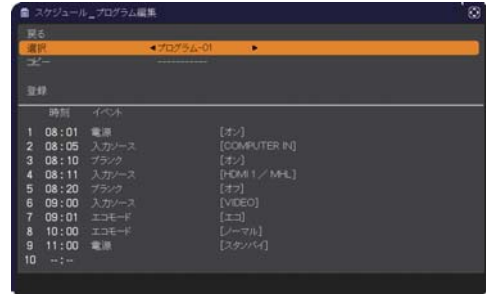 スケジュール_プログラム編集
戻る
選択 ◀プログラム-01 ▶
コピー -----------
登録
時刻 イベント
1 08:01 電源 [オン]
2 08:05 入力ソース [COMPUTER IN]
3 08:10 ブランク [オン]
4 08:11 入力ソース [HDMI 1／MHL]
5 08:20 ブランク [オフ]
6 09:00 入力ソース [VIDEO]
7 09:01 エコモード [エコ]
8 10:00 エコモード [ノーマル]
9 11:00 電源 [スタンバイ]
10 --:--